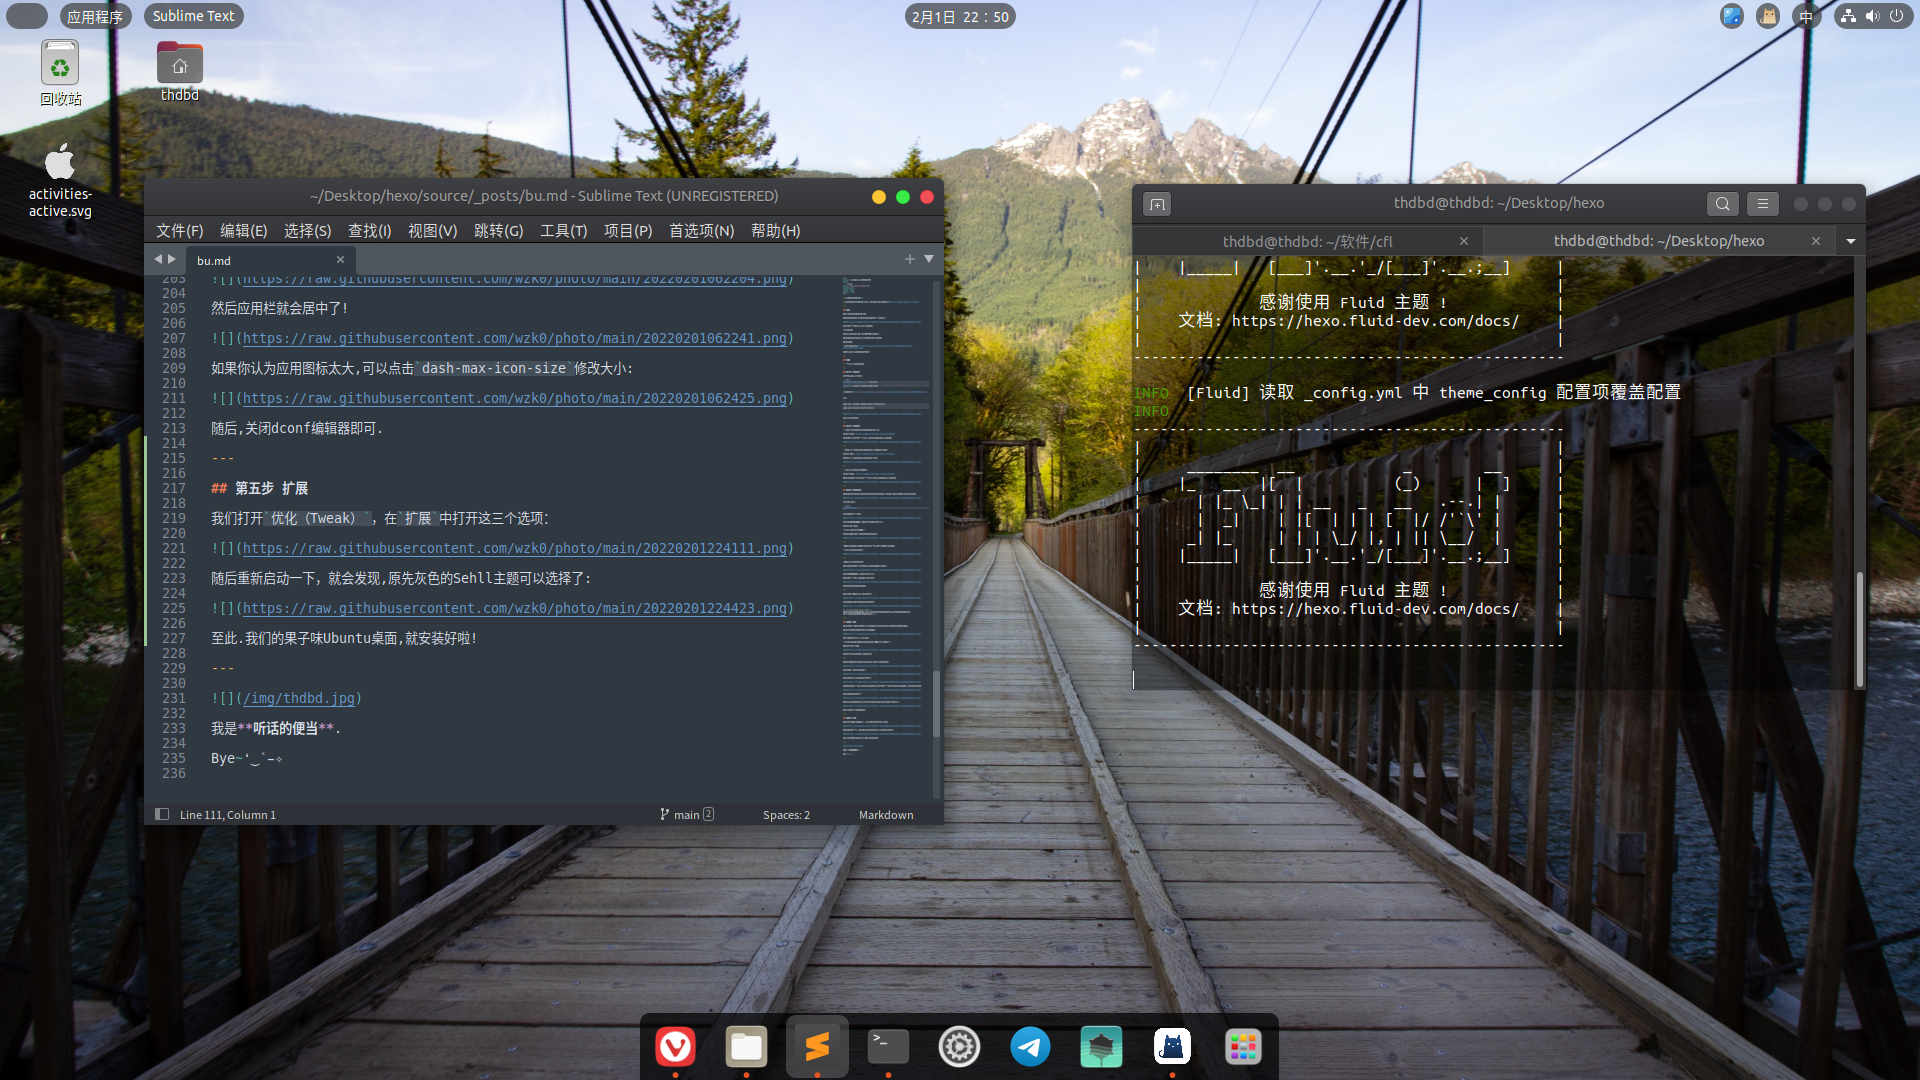 应用程序
Sublime Text
2月1日 22：50
中
回收站
thdbd
activities-
active.svg
~/Desktop/hexo/source/_posts/bu.md - Sublime Text (UNREGISTERED)
文件(F) 编辑(E) 选择(S) 查找(I) 视图(V) 跳转(G) 工具(T) 项目(P) 首选项(N) 帮助(H)
bu.md
203 ![](https://raw.githubusercontent.com/wzk0/photo/main/20220201062204.png)
204
205 然后应用栏就会居中了!
206
207 ![](https://raw.githubusercontent.com/wzk0/photo/main/20220201062241.png)
208
209 如果你认为应用图标太大,可以点击`dash-max-icon-size`修改大小:
210
211 ![](https://raw.githubusercontent.com/wzk0/photo/main/20220201062425.png)
212
213 随后,关闭dconf编辑器即可.
214
215 ---
216
217 ## 第五步 扩展
218
219 我们打开`优化（Tweak）`，在`扩展`中打开这三个选项：
220
221 ![](https://raw.githubusercontent.com/wzk0/photo/main/20220201224111.png)
222
223 随后重新启动一下，就会发现,原先灰色的Sehll主题可以选择了:
224
225 ![](https://raw.githubusercontent.com/wzk0/photo/main/20220201224423.png)
226
227 至此.我们的果子味Ubuntu桌面,就安装好啦!
228
229 ---
230
231 ![](/img/thdbd.jpg)
232
233 我是**听话的便当**.
234
235 Bye~
236
Line 111, Column 1
main 2
Spaces: 2
Markdown
thdbd@thdbd: ~/Desktop/hexo
thdbd@thdbd: ~/软件/cfl
thdbd@thdbd: ~/Desktop/hexo
感谢使用 Fluid 主题 !
文档: https://hexo.fluid-dev.com/docs/
INFO [Fluid] 读取 _config.yml 中 theme_config 配置项覆盖配置
INFO
Fluid
感谢使用 Fluid 主题 !
文档: https://hexo.fluid-dev.com/docs/